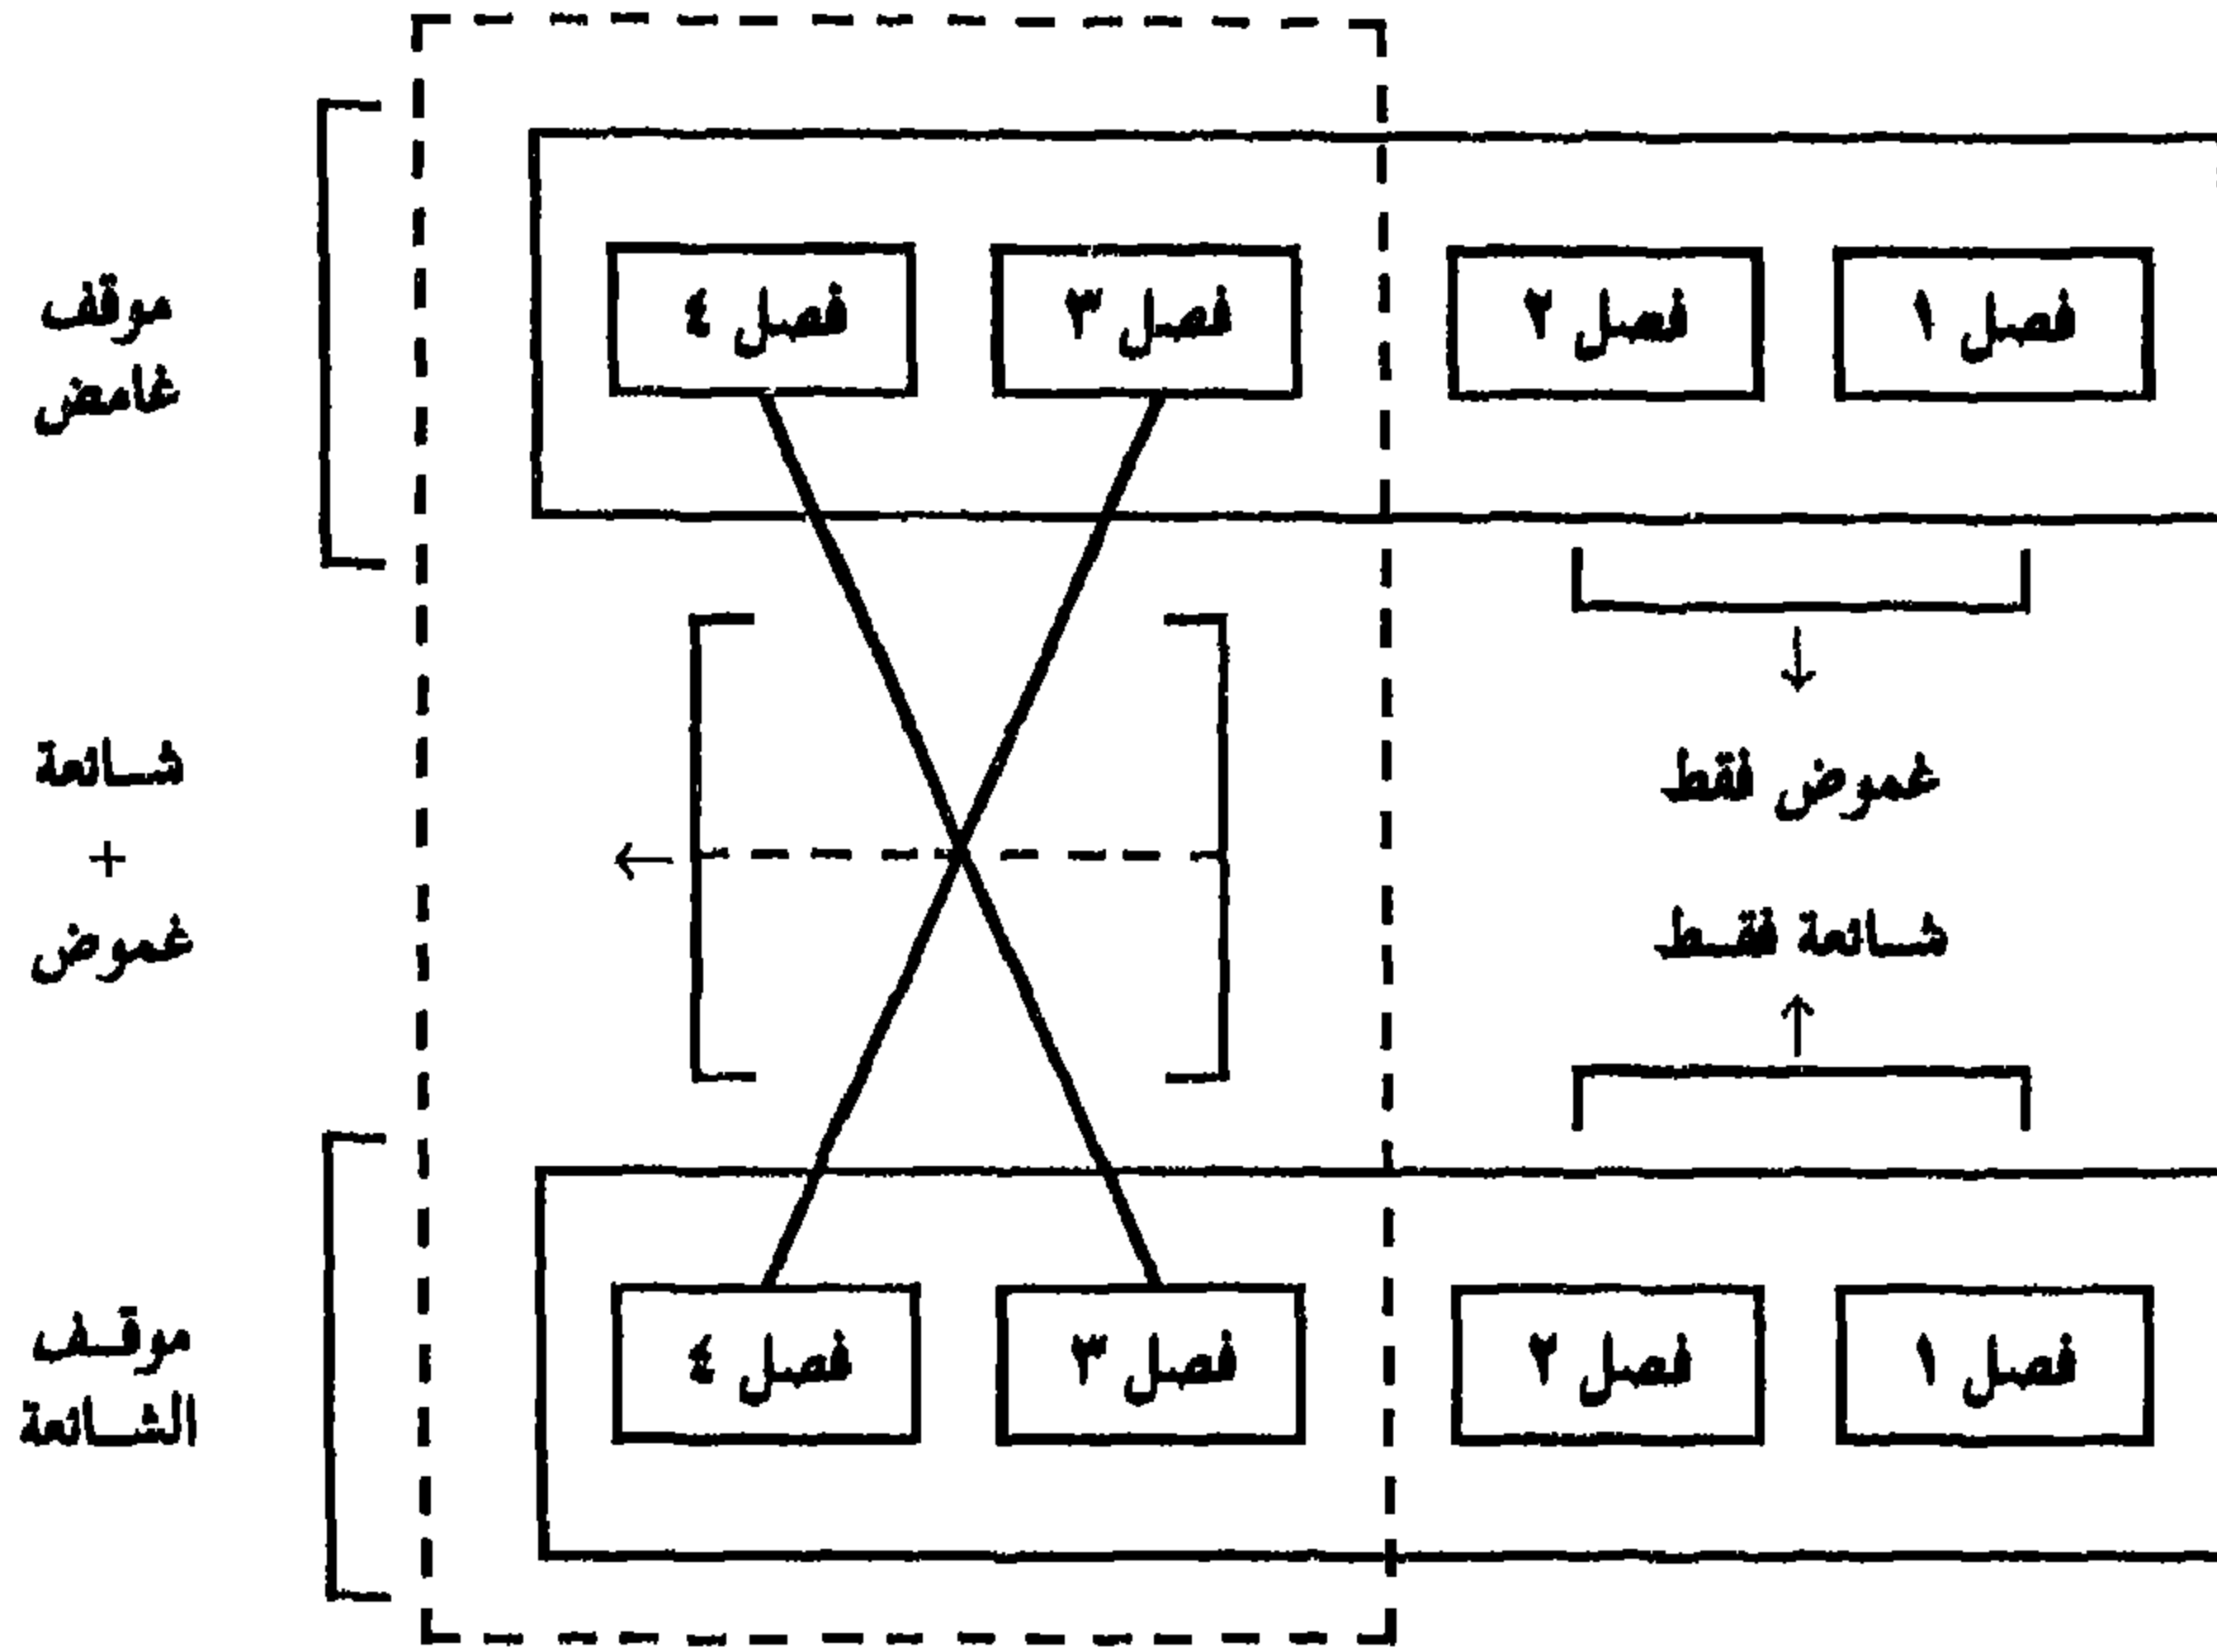 فصل ١
فصل ٢
فصل ٣
فصل ٤
موقف
غامض
غموض فقط
شائعة فقط
شائعة
+
غموض
فصل ١
فصل ٢
فصل ٣
فصل ٤
موقف
الشائعة